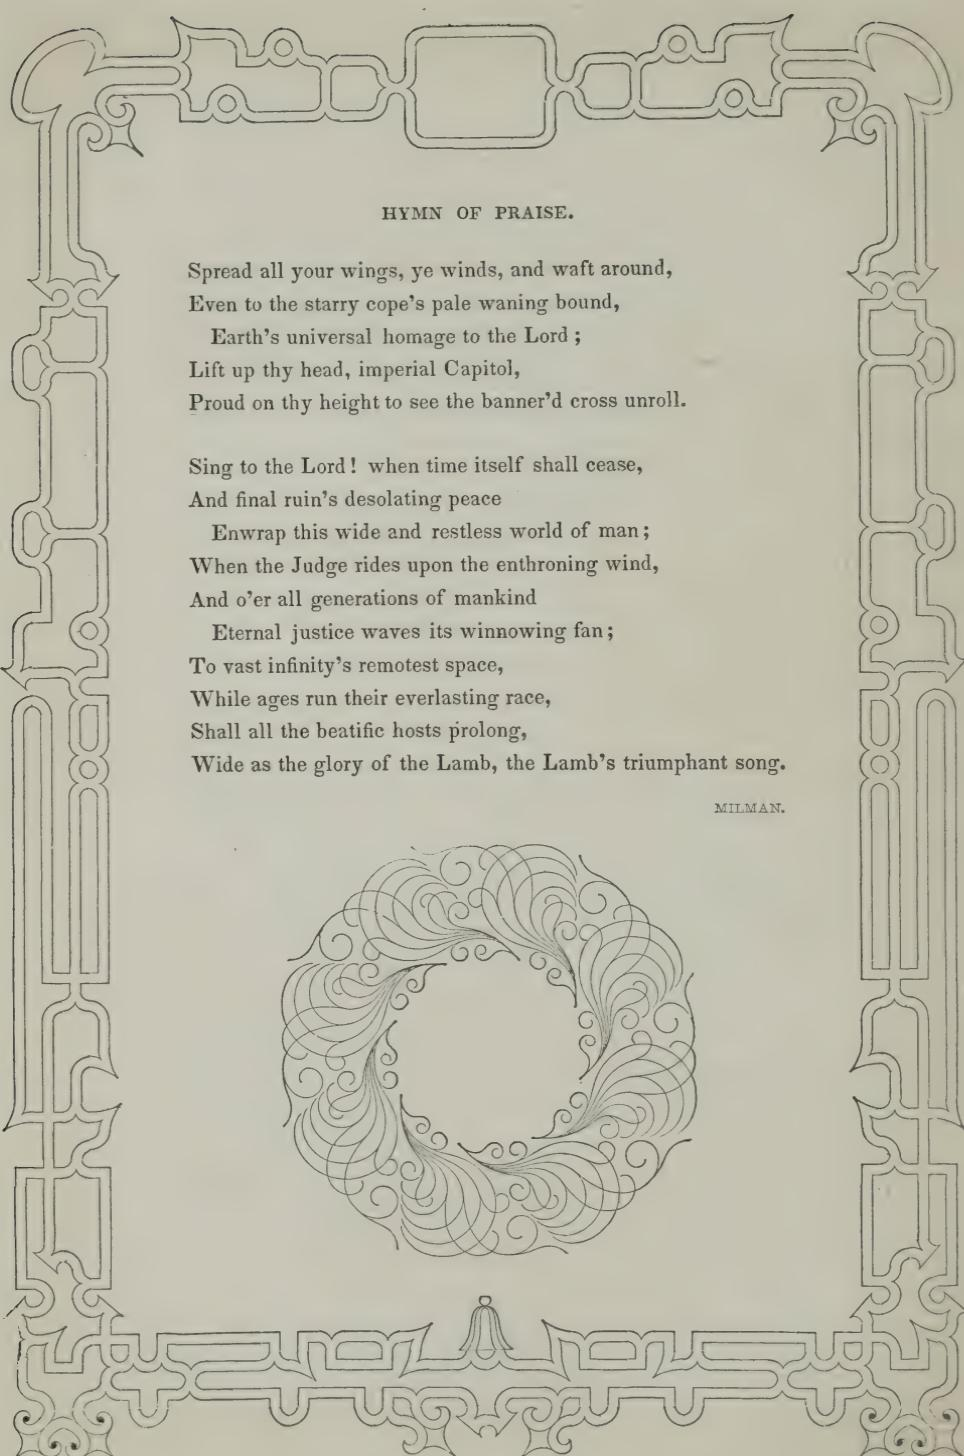 HYMN OF PRAISE.
Spread all your wings, ye winds, and waft around,
Even to the starry cope's pale waning bound,
Earth's universal homage to the Lord ;
Lift up thy head, imperial Capitol,
Proud on thy height to see the banner'd cross unroll.
Sing to the Lord ! when time itself shall cease,
And final ruin's desolating peace
Enwrap this wide and restless world of man ;
When the Judge rides upon the enthroning wind,
And o'er all generations of mankind
Eternal justice waves its winnowing fan ;
To vast infinity's remotest space,
While ages run their everlasting race,
Shall all the beatific hosts prolong,
Wide as the glory of the Lamb, the Lamb's triumphant song.
MILMAN.